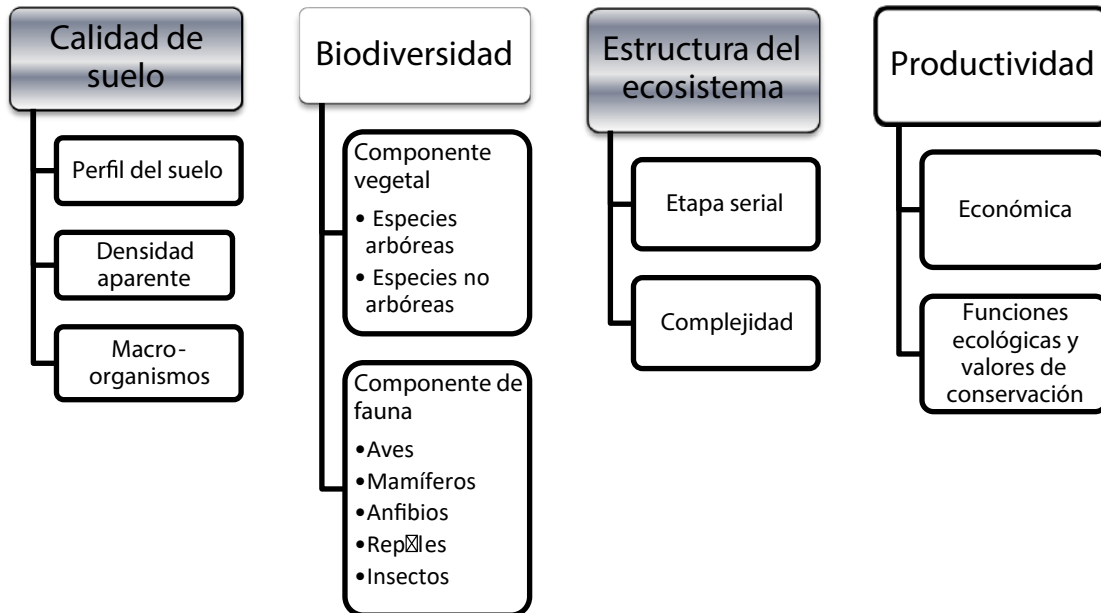 Calidad de
suelo
Perfil del suelo
Densidad
aparente
Macro-
organismos
Biodiversidad
Componente
vegetal
• Especies
arbóreas
• Especies no
arbóreas
Componente de
fauna
•Aves
•Mamíferos
•Anfibios
•Rep☒les
•Insectos
Estructura del
ecosistema
Etapa serial
Complejidad
Productividad
Económica
Funciones
ecológicas y
valores de
conservación